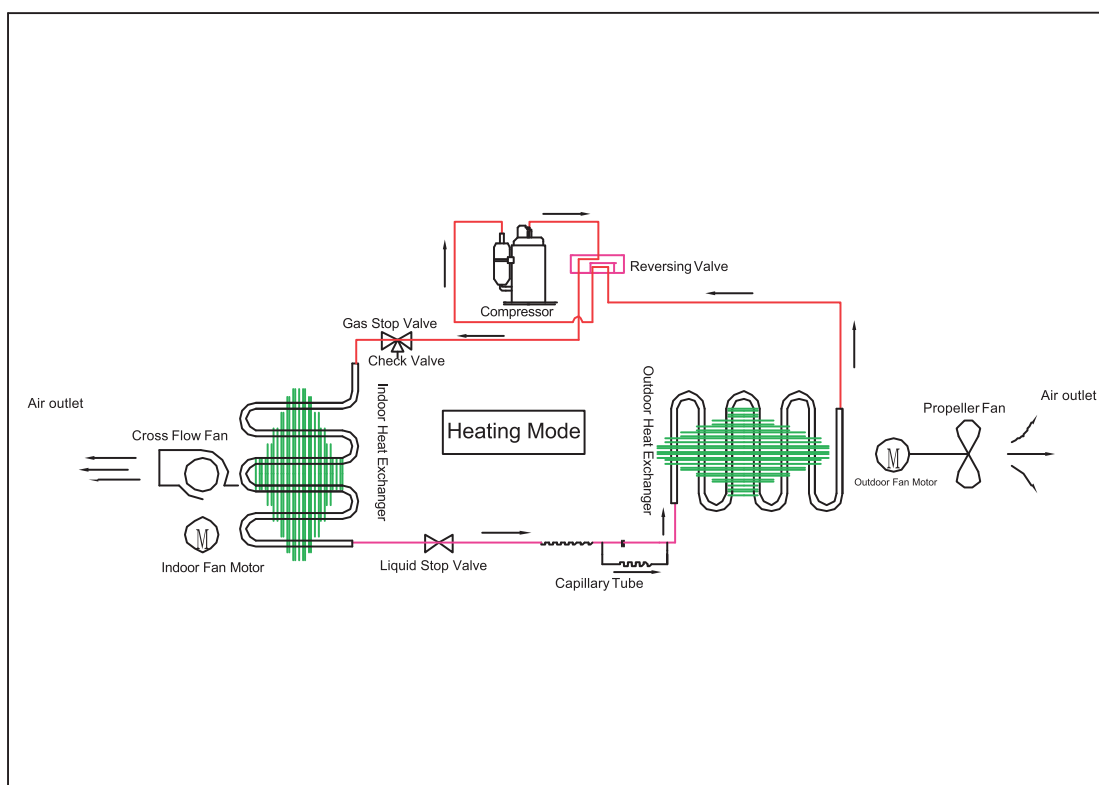 Reversing Valve
Compressor
Gas Stop Valve
Check Valve
Air outlet
Cross Flow Fan
Indoor Heat Exchanger
Heating Mode
Outdoor Heat Exchanger
Air outlet
Propeller Fan
M
Outdoor Fan Motor
M
Indoor Fan Motor
Liquid Stop Valve
Capillary Tube